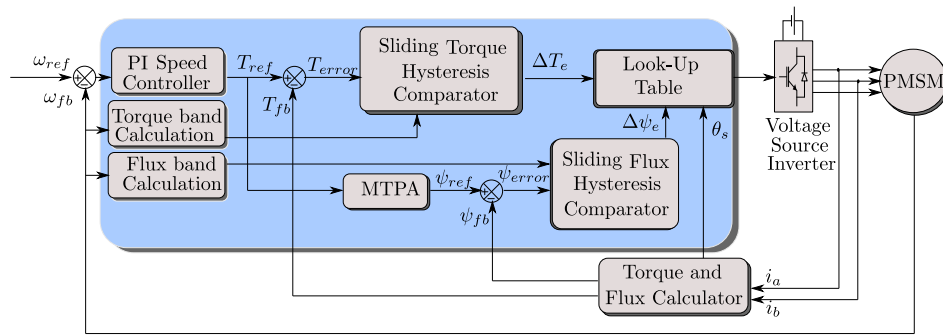 ω_ref
ω_fb
PI Speed
Controller
T_ref
T_error
T_fb
Sliding Torque
Hysteresis
Comparator
ΔT_e
Look-Up
Table
PMSM
Voltage
Source
Inverter
Torque band
Calculation
Flux band
Calculation
MTPA
ψ_ref
ψ_error
ψ_fb
Sliding Flux
Hysteresis
Comparator
Δψ_e
θ_s
Torque and
Flux Calculator
i_a
i_b